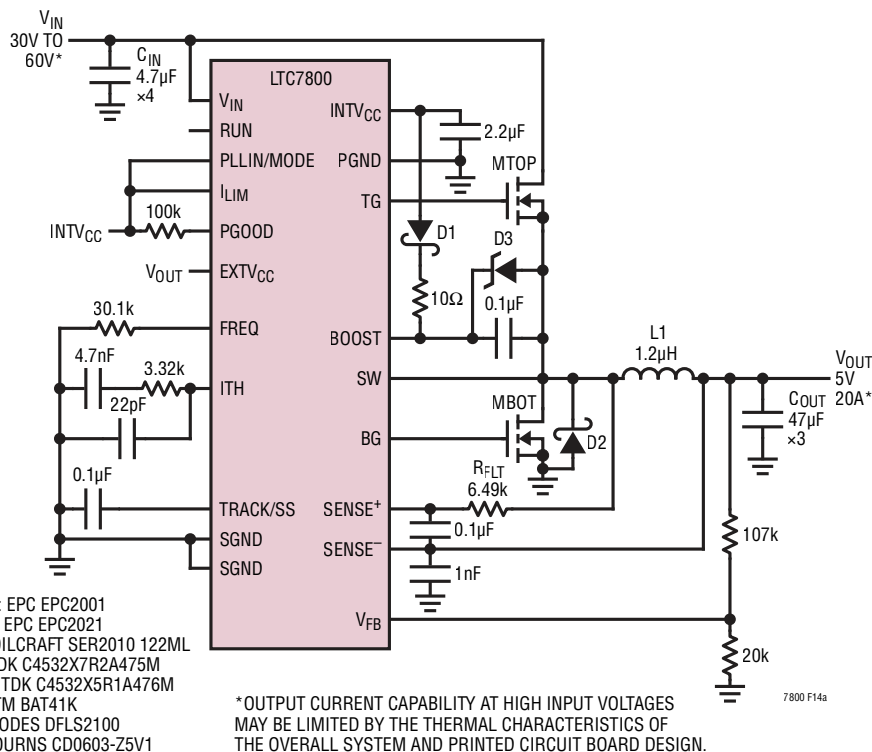 VIN
30V TO
60V*
CIN
4.7µF
×4
LTC7800
VIN
RUN
PLLIN/MODE
ILIM
100k
INTVCC
PGOOD
VOUT
EXTVCC
30.1k
FREQ
4.7nF
3.32k
ITH
22pF
0.1µF
TRACK/SS
SGND
SGND
INTVCC
2.2µF
PGND
MTOP
TG
D1
D3
10Ω
0.1µF
BOOST
L1
1.2µH
SW
VOUT
5V
20A*
COUT
47µF
×3
MBOT
BG
D2
RFLT
6.49k
SENSE+
0.1µF
SENSE–
1nF
107k
VFB
20k
: EPC EPC2001
EPC EPC2021
OILCRAFT SER2010 122ML
DK C4532X7R2A475M
TDK C4532X5R1A476M
TM BAT41K
ODES DFLS2100
OURNS CD0603-Z5V1
*OUTPUT CURRENT CAPABILITY AT HIGH INPUT VOLTAGES
MAY BE LIMITED BY THE THERMAL CHARACTERISTICS OF
THE OVERALL SYSTEM AND PRINTED CIRCUIT BOARD DESIGN.
7800 F14a